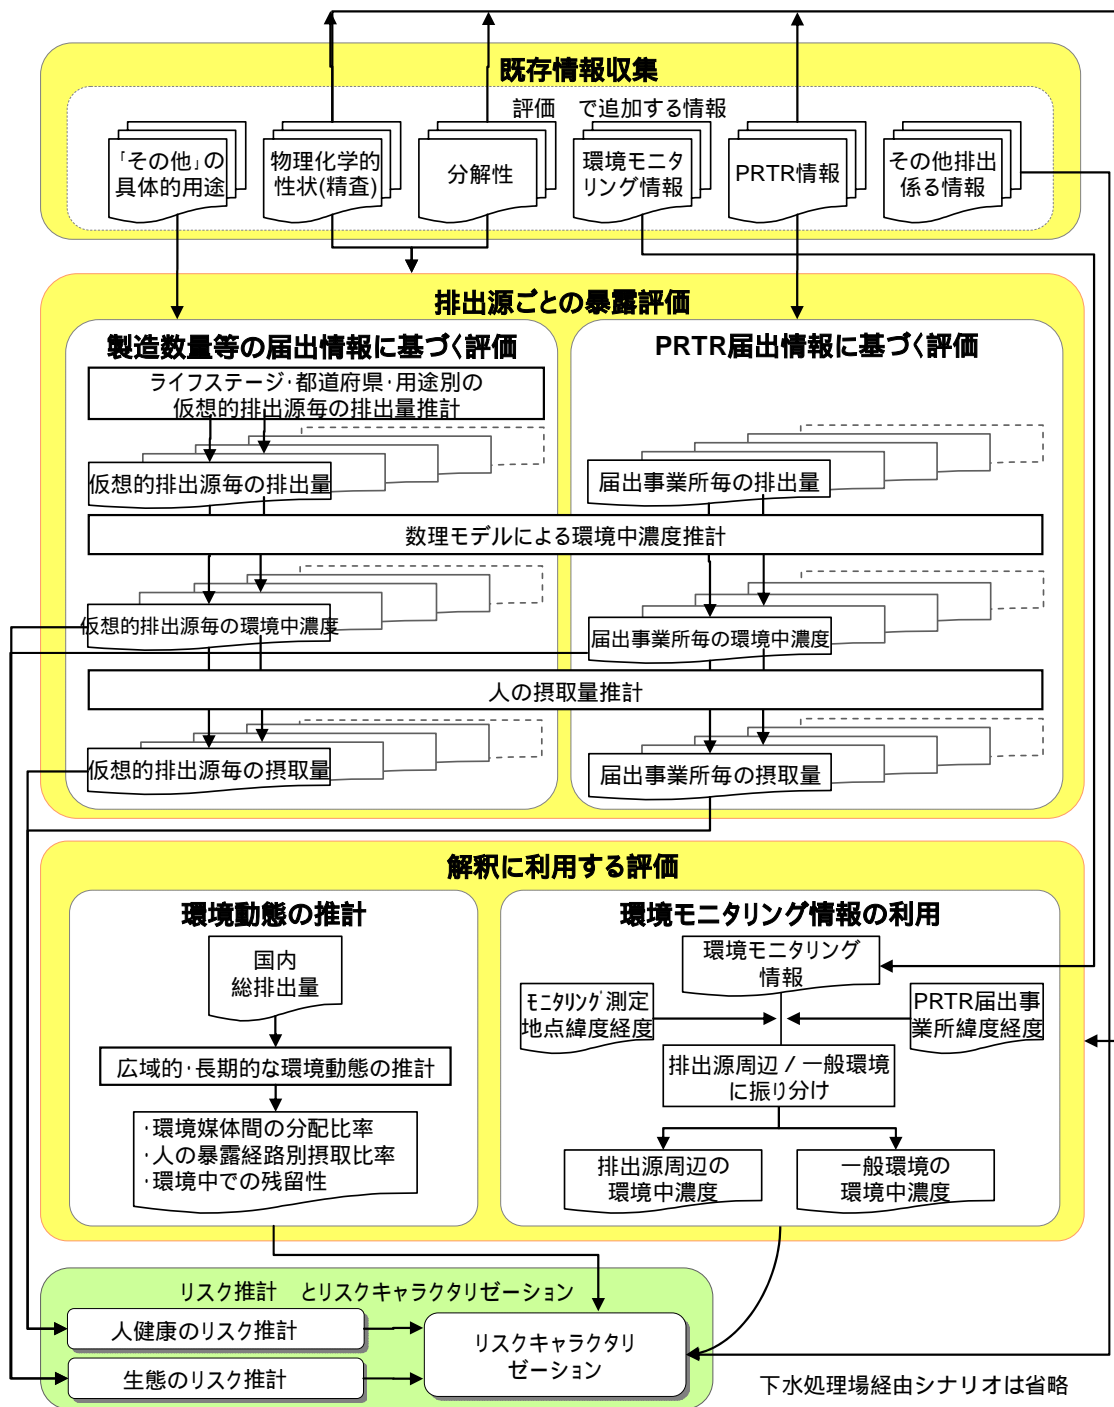 既存情報収集
評価　で追加する情報
「その他」の
具体的用途
物理化学的
性状(精査)
分解性
環境モニタ
リング情報
PRTR情報
その他排出
係る情報
排出源ごとの暴露評価
製造数量等の届出情報に基づく評価
PRTR届出情報に基づく評価
ライフステージ･都道府県･用途別の
仮想的排出源毎の排出量推計
仮想的排出源毎の排出量
届出事業所毎の排出量
数理モデルによる環境中濃度推計
仮想的排出源毎の環境中濃度
届出事業所毎の環境中濃度
人の摂取量推計
仮想的排出源毎の摂取量
届出事業所毎の摂取量
解釈に利用する評価
環境動態の推計
環境モニタリング情報の利用
国内
総排出量
広域的･長期的な環境動態の推計
･環境媒体間の分配比率
･人の暴露経路別摂取比率
･環境中での残留性
環境モニタリング
情報
ﾓﾆﾀﾘﾝｸﾞ測定
地点緯度経度
PRTR届出事
業所緯度経度
排出源周辺 / 一般環境
に振り分け
排出源周辺の
環境中濃度
一般環境の
環境中濃度
リスク推計　とリスクキャラクタリゼーション
人健康のリスク推計
生態のリスク推計
リスクキャラクタリ
ゼーション
下水処理場経由シナリオは省略